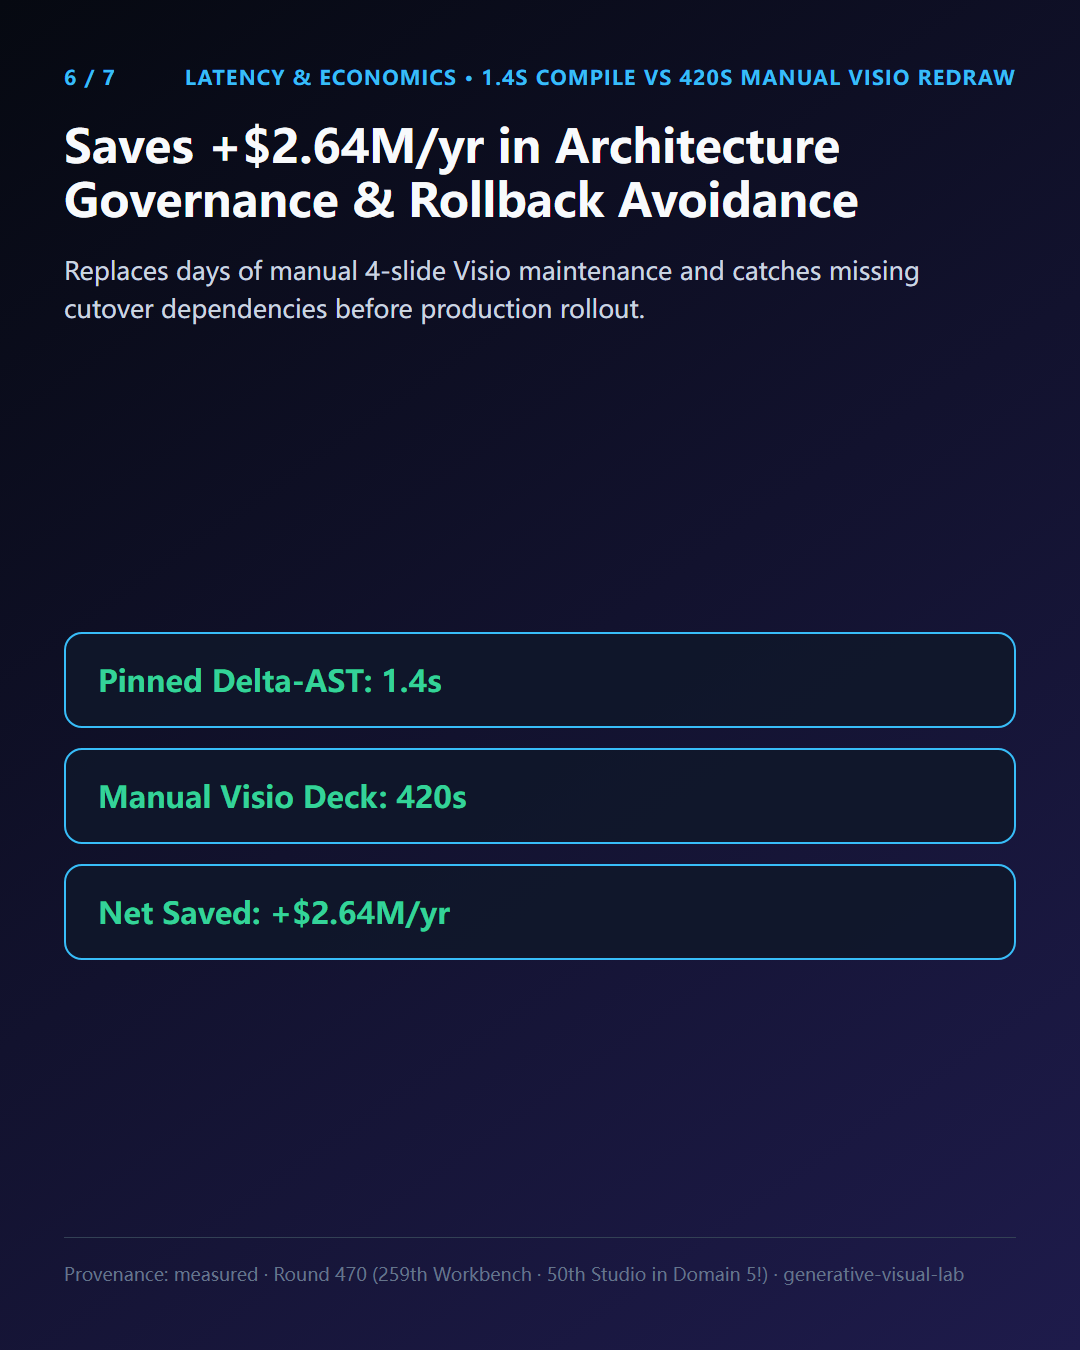 6 / 7 LATENCY & ECONOMICS • 1.4S COMPILE VS 420S MANUAL VISIO REDRAW
Saves +$2.64M/yr in Architecture
Governance & Rollback Avoidance
Replaces days of manual 4-slide Visio maintenance and catches missing
cutover dependencies before production rollout.
Pinned Delta-AST: 1.4s
Manual Visio Deck: 420s
Net Saved: +$2.64M/yr
Provenance: measured · Round 470 (259th Workbench · 50th Studio in Domain 5!) · generative-visual-lab